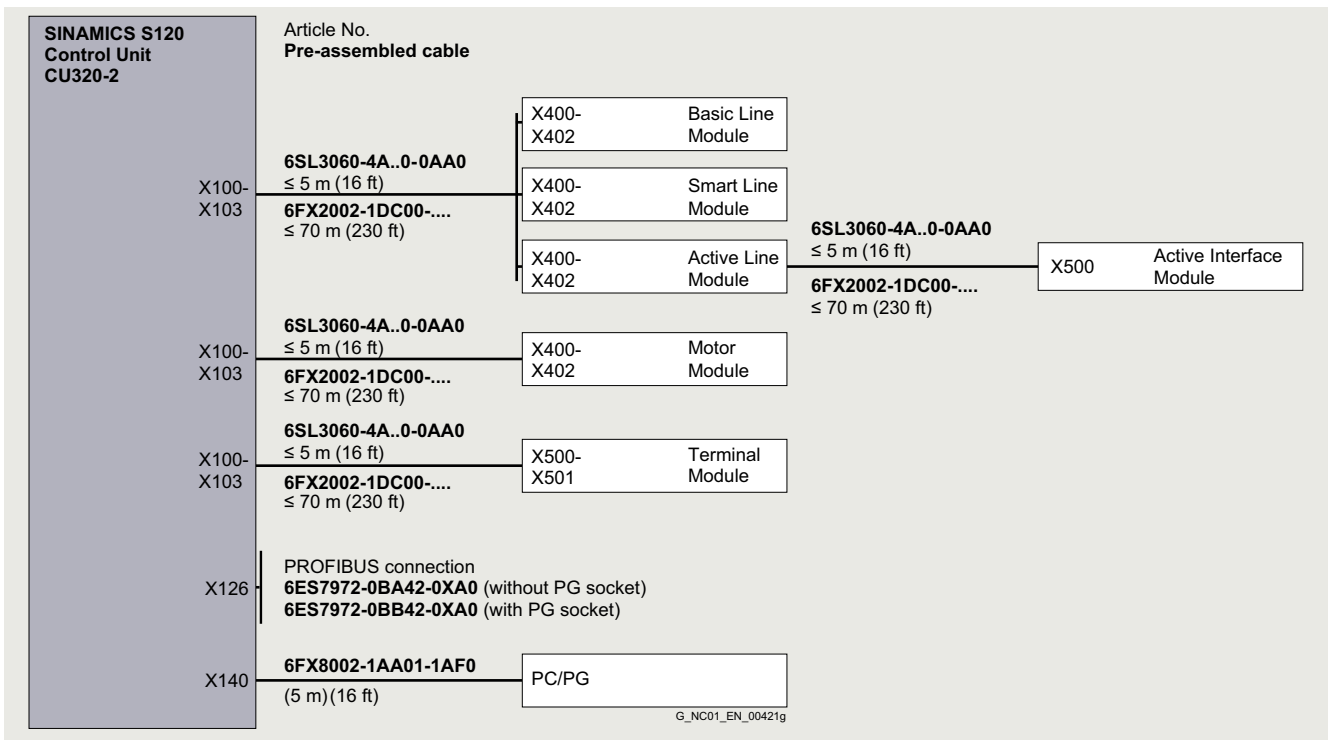 SINAMICS S120
Control Unit
CU320-2
Article No.
Pre-assembled cable
X100-
X103
6SL3060-4A..0-0AA0
≤ 5 m (16 ft)
6FX2002-1DC00-....
≤ 70 m (230 ft)
X400-
X402
Basic Line
Module
X400-
X402
Smart Line
Module
X400-
X402
Active Line
Module
6SL3060-4A..0-0AA0
≤ 5 m (16 ft)
6FX2002-1DC00-....
≤ 70 m (230 ft)
X500
Active Interface
Module
X100-
X103
6SL3060-4A..0-0AA0
≤ 5 m (16 ft)
6FX2002-1DC00-....
≤ 70 m (230 ft)
X400-
X402
Motor
Module
X100-
X103
6SL3060-4A..0-0AA0
≤ 5 m (16 ft)
6FX2002-1DC00-....
≤ 70 m (230 ft)
X500-
X501
Terminal
Module
X126
PROFIBUS connection
6ES7972-0BA42-0XA0 (without PG socket)
6ES7972-0BB42-0XA0 (with PG socket)
X140
6FX8002-1AA01-1AF0
(5 m)(16 ft)
PC/PG
G_NC01_EN_00421g